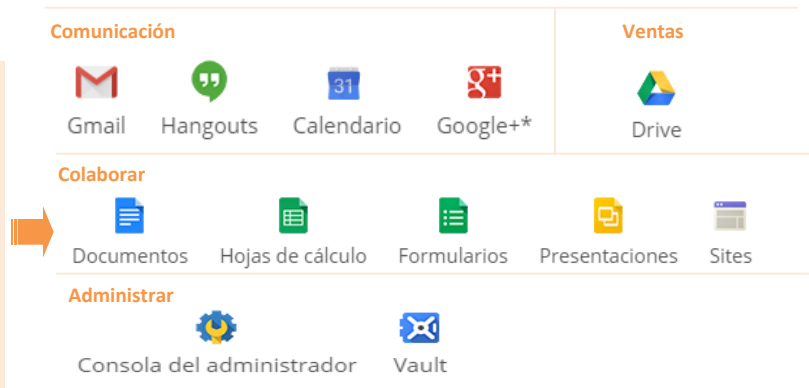 Comunicación
Ventas
31
g+
Gmail
Hangouts
Calendario
Google+*
Drive
Colaborar
Documentos
Hojas de cálculo
Formularios
Presentaciones
Sites
Administrar
Consola del administrador
Vault